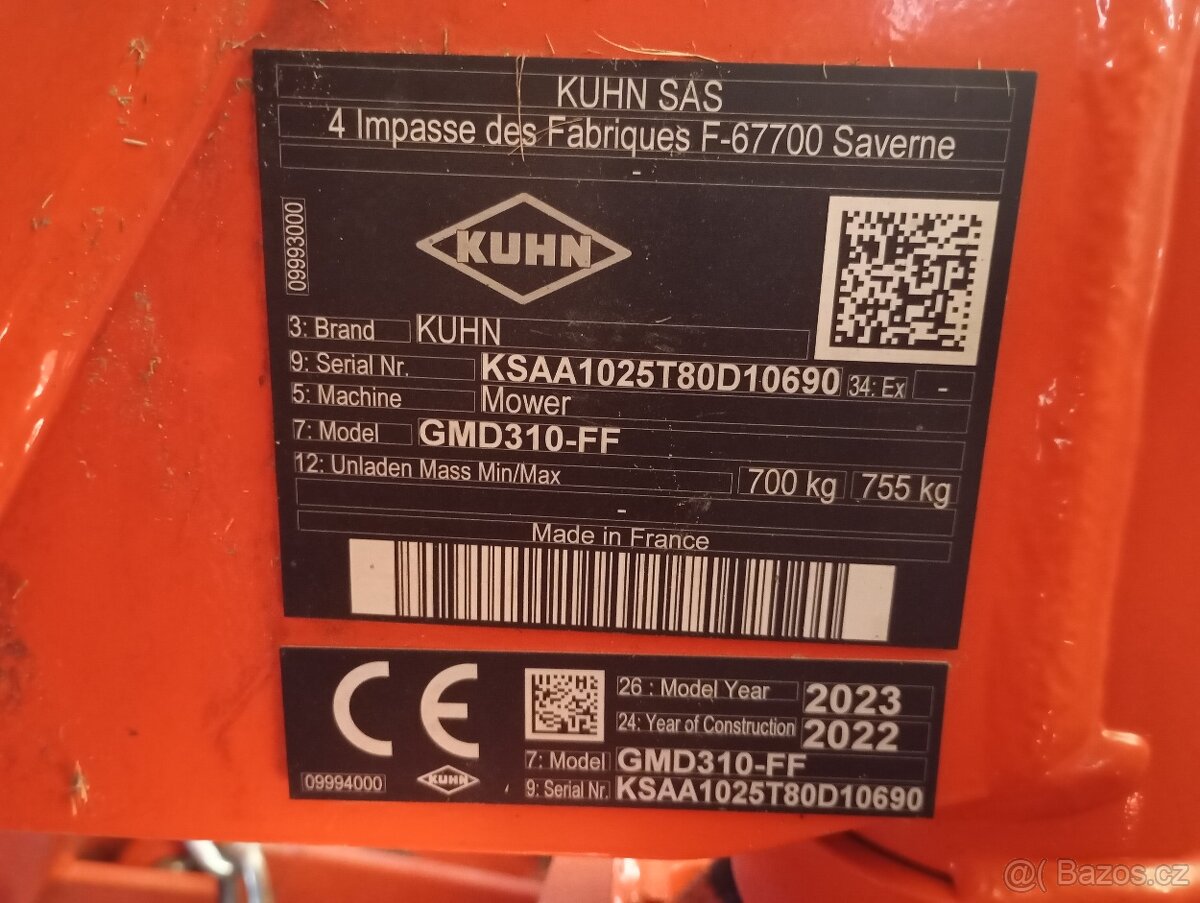 KUHN SAS
4 Impasse des Fabriques F-67700 Saverne
-
09993000
KUHN
3: Brand KUHN
9: Serial Nr. KSAA1025T80D10690 34: Ex -
5: Machine Mower
7: Model GMD310-FF
12: Unladen Mass Min/Max 700 kg 755 kg
-
Made in France
CE
26 : Model Year 2023
24: Year of Construction 2022
7: Model GMD310-FF
09994000 KUHN 9: Serial Nr. KSAA1025T80D10690
@( Bazos.cz